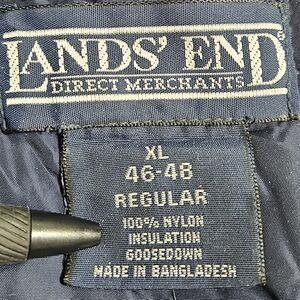 LANDS' END®
DIRECT MERCHANTS
XL
46-48
REGULAR
100% NYLON
INSULATION
GOOSEDOWN
MADE IN BANGLADESH